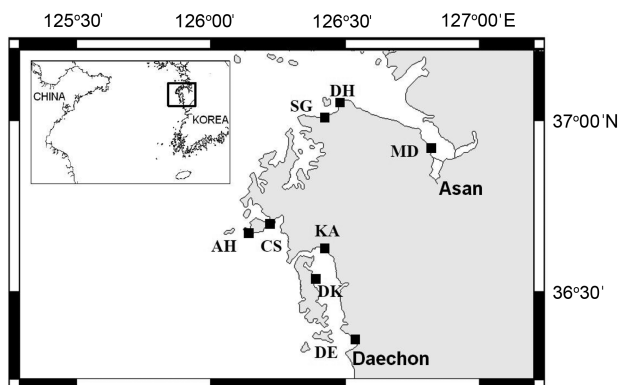 125°30' 126°00' 126°30' 127°00'E
CHINA
KOREA
DH
SG
37°00'N
MD
Asan
KA
AH
CS
DK
36°30'
DE
Daechon